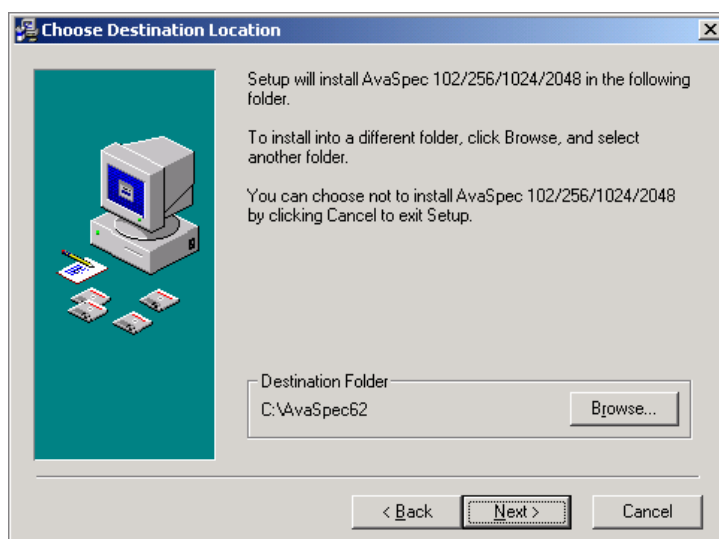 Choose Destination Location
Setup will install AvaSpec 102/256/1024/2048 in the following
folder.
To install into a different folder, click Browse, and select
another folder.
You can choose not to install AvaSpec 102/256/1024/2048
by clicking Cancel to exit Setup.
Destination Folder
C:\AvaSpec62
Browse...
< Back
Next >
Cancel